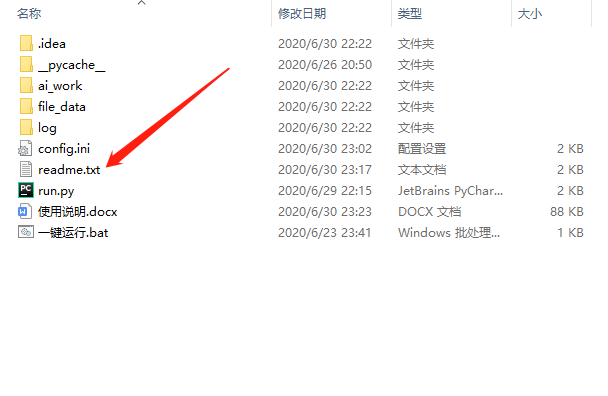 名称 修改日期 类型 大小
.idea 2020/6/30 22:22 文件夹
__pycache__ 2020/6/26 20:50 文件夹
ai_work 2020/6/30 22:22 文件夹
file_data 2020/6/30 22:22 文件夹
log 2020/6/30 22:22 文件夹
config.ini 2020/6/30 23:02 配置设置 2 KB
readme.txt 2020/6/30 23:17 文本文档 2 KB
run.py 2020/6/29 22:15 JetBrains PyChar... 2 KB
使用说明.docx 2020/6/30 23:23 DOCX 文档 88 KB
一键运行.bat 2020/6/23 23:41 Windows 批处理... 1 KB